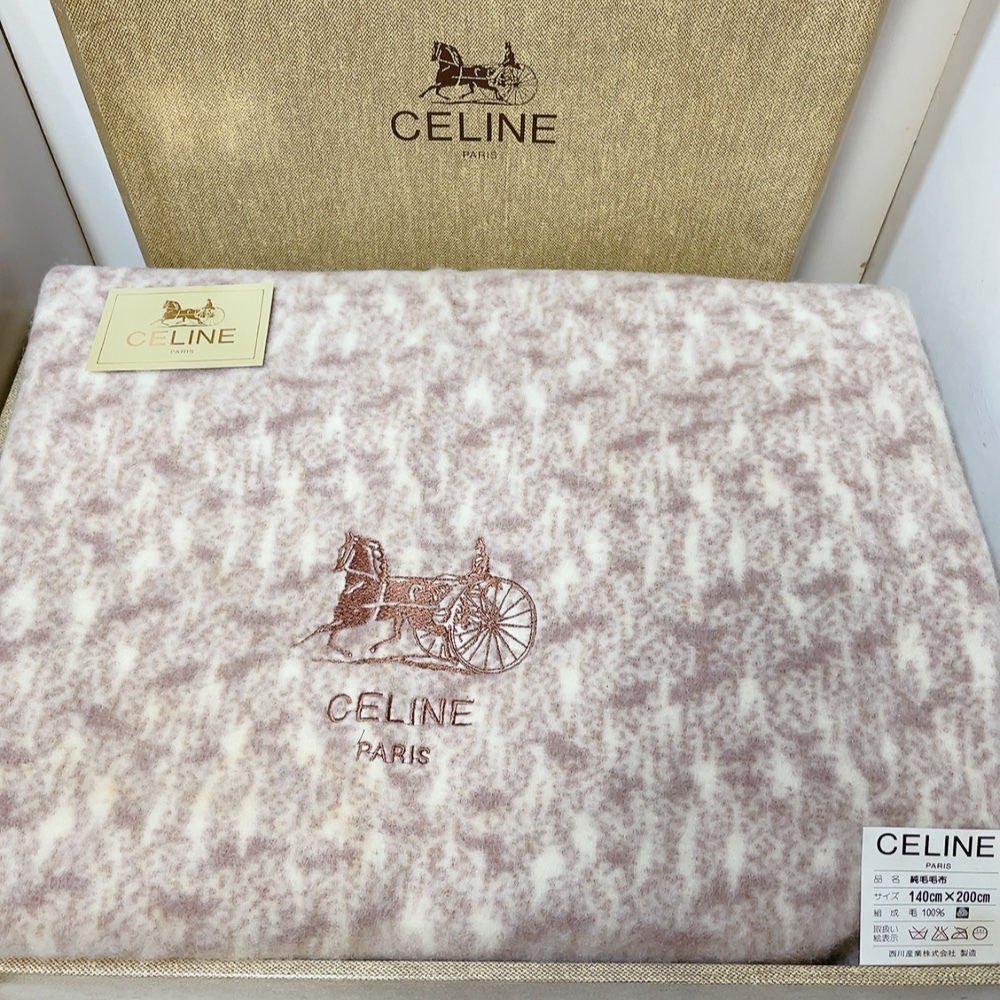 CELINE
PARIS
CELINE
PARIS
CELINE
PARIS
CELINE
PARIS
品名 純毛毛布
サイズ 140cm×200cm
組成 毛 100%
取扱い
絵表示
西川産業株式会社 製造